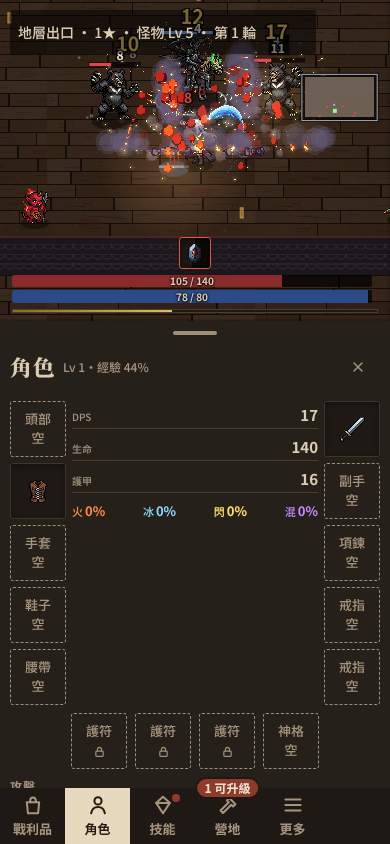 12
地層出口 · 1★ · 怪物 Lv 5 · 第 1 輪
17
11
10
8
4
8
105 / 140
78 / 80
角色 Lv 1 · 經驗 44%
頭部
空
DPS 17
生命 140
護甲 16
火 0% 冰 0% 閃 0% 混 0%
副手
空
手套
空
項鍊
空
鞋子
空
戒指
空
腰帶
空
戒指
空
護符
護符
護符
神格
空
攻擊
1 可升級
戰利品
角色
技能
營地
更多